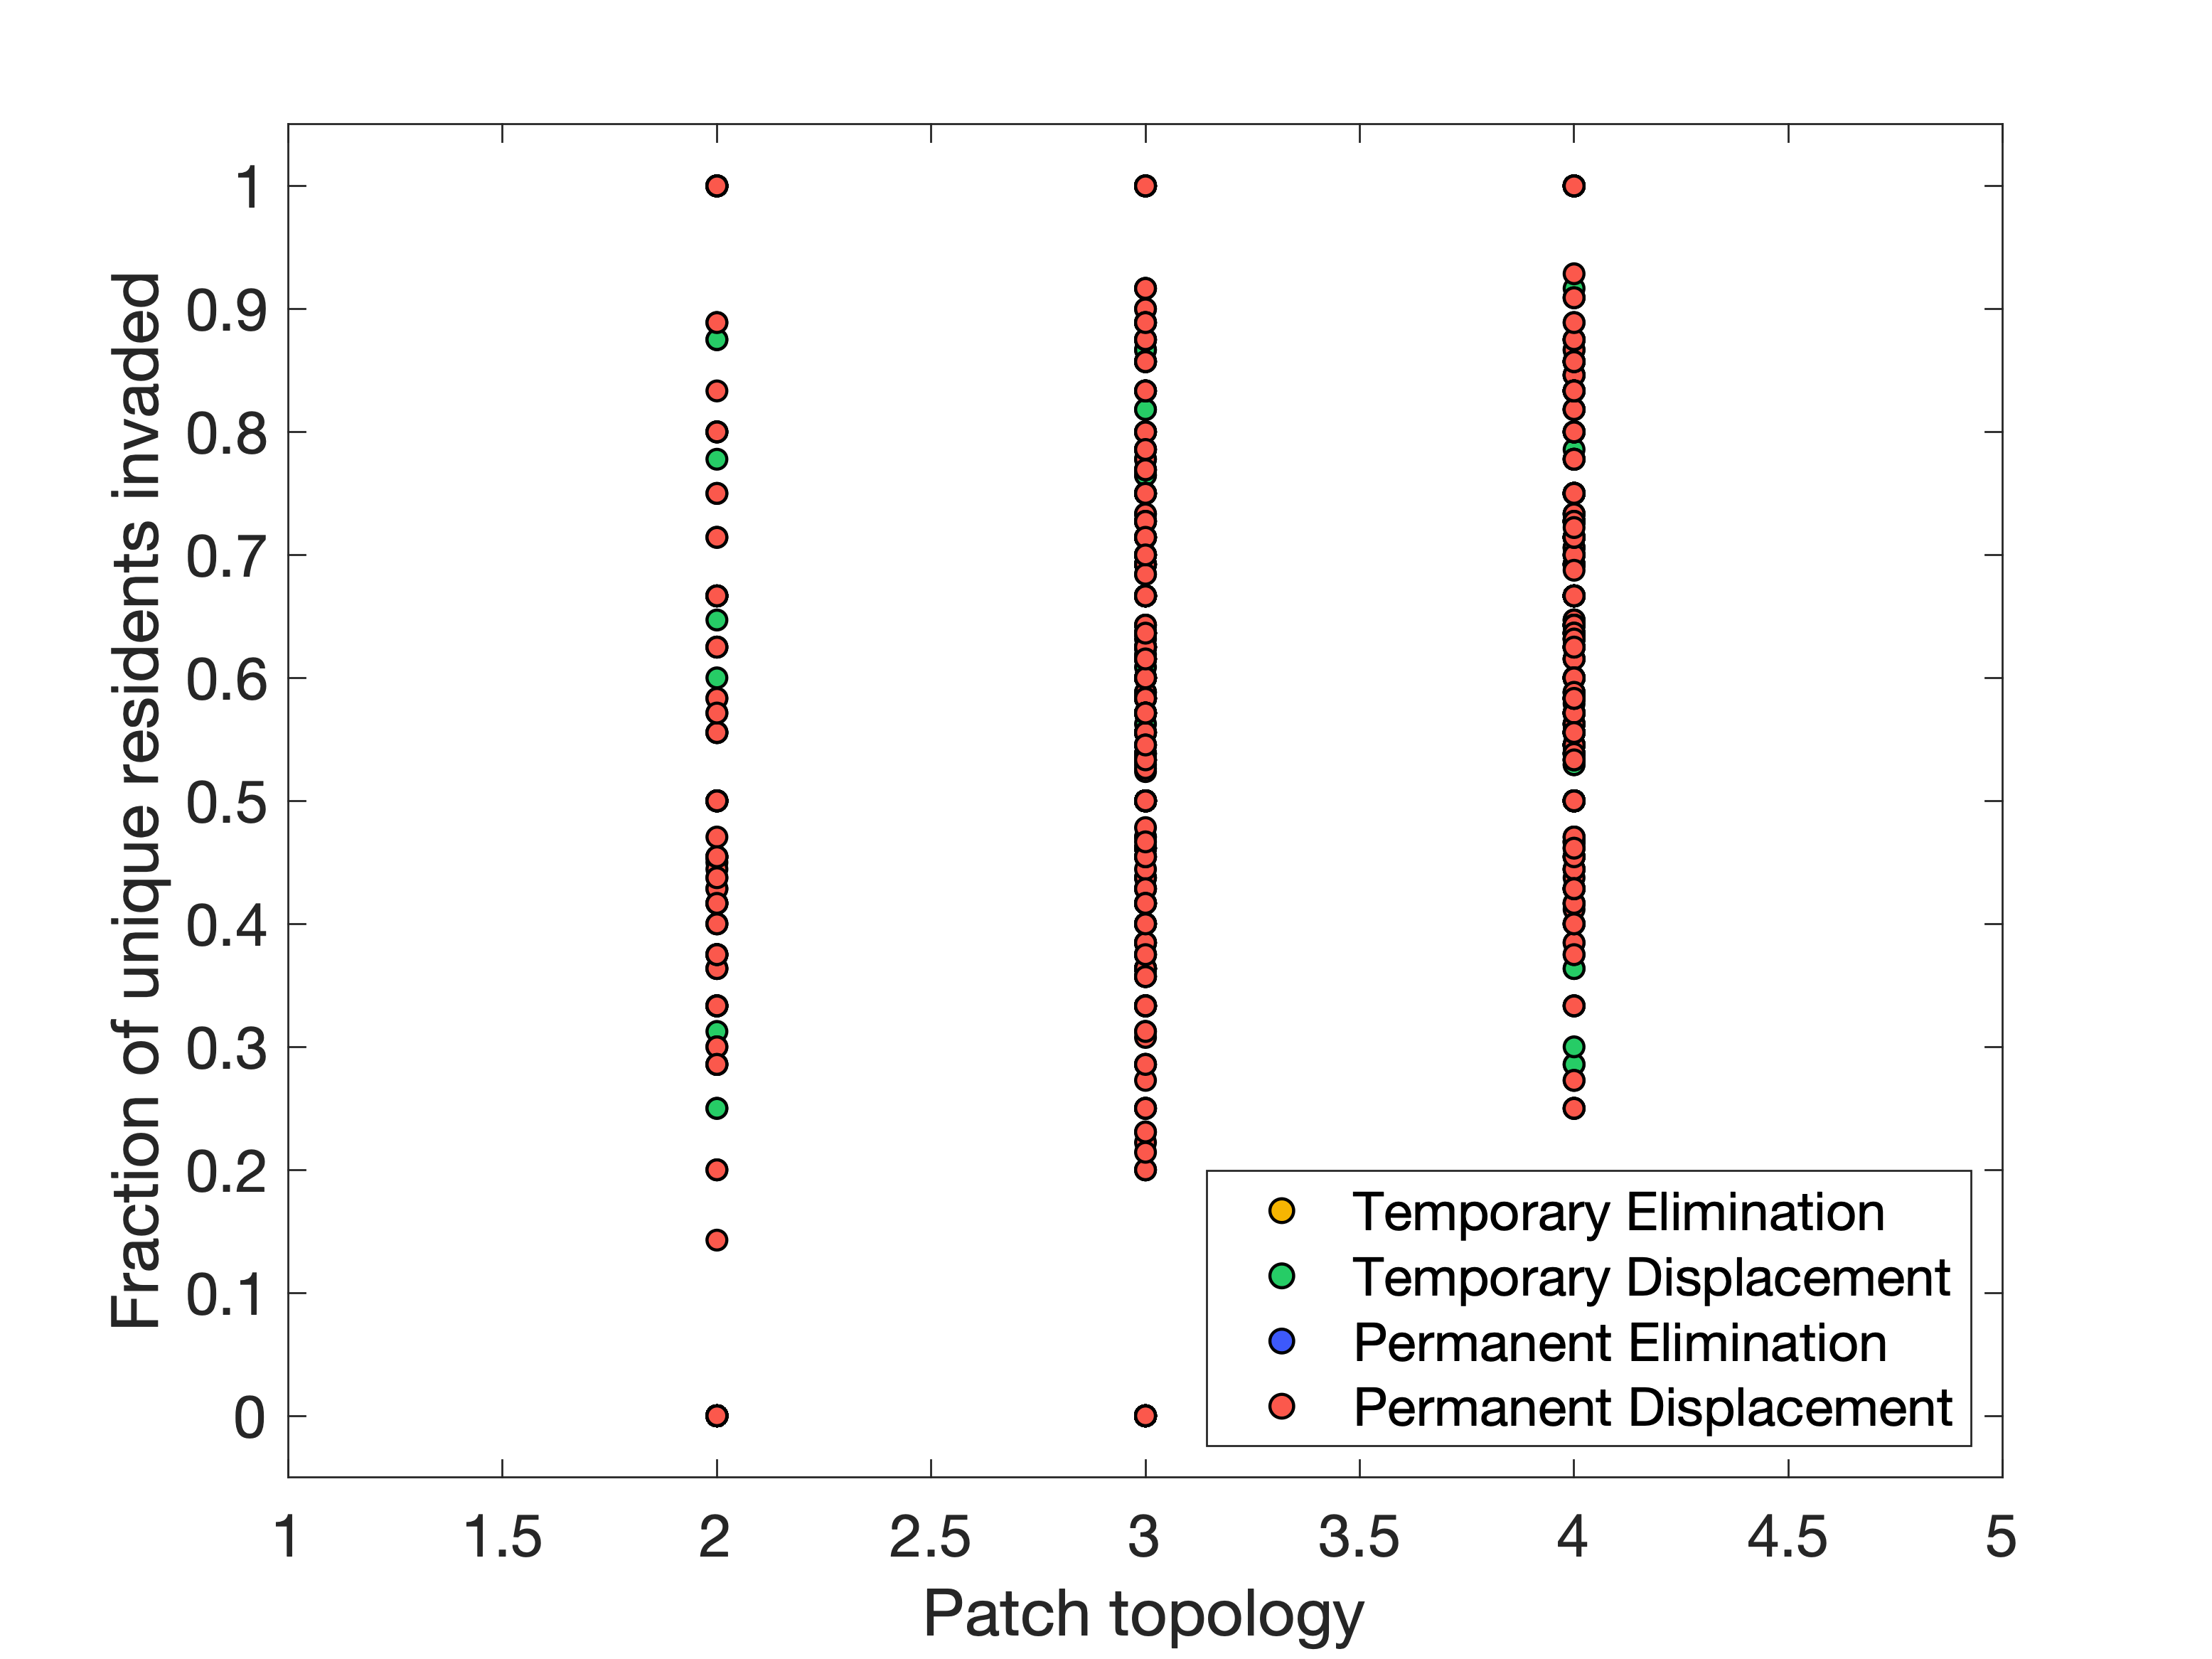 Fraction of unique residents invaded
1
0.9
0.8
0.7
0.6
0.5
0.4
0.3
0.2
0.1
0
Temporary Elimination
Temporary Displacement
Permanent Elimination
Permanent Displacement
1 1.5 2 2.5 3 3.5 4 4.5 5
Patch topology